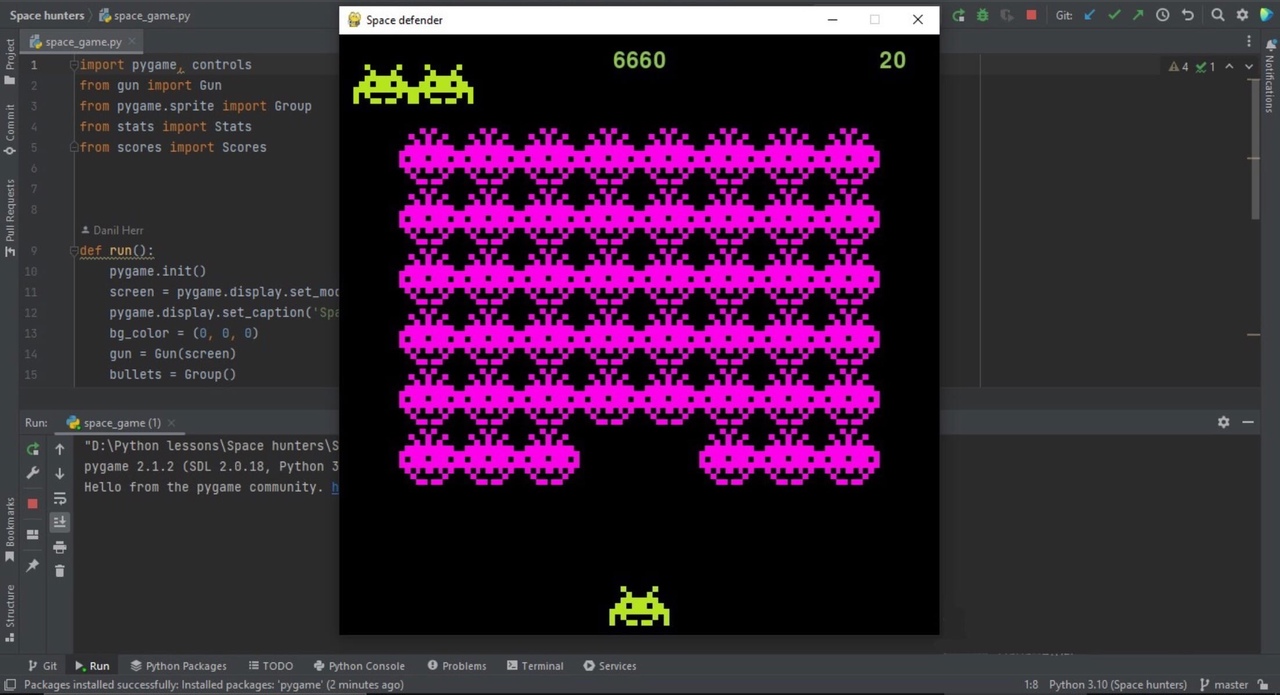 Space hunters
space_game.py
Space defender
Git:
space_game.py
4
1
6660
20
Project
Commit
Pull Requests
Bookmarks
Structure
Notifications
1 import pygame, controls
2 from gun import Gun
3 from pygame.sprite import Group
4 from stats import Stats
5 from scores import Scores
6
7
8
Danil Herr
9 def run():
10 pygame.init()
11 screen = pygame.display.set_mod
12 pygame.display.set_caption('Spa
13 bg_color = (0, 0, 0)
14 gun = Gun(screen)
15 bullets = Group()
Run: space_game (1)
"D:\Python lessons\Space hunters\S
pygame 2.1.2 (SDL 2.0.18, Python 3
Hello from the pygame community. h
Git Run Python Packages TODO Python Console Problems Terminal Services
Packages installed successfully: Installed packages: 'pygame' (2 minutes ago)
1:8 Python 3.10 (Space hunters) master